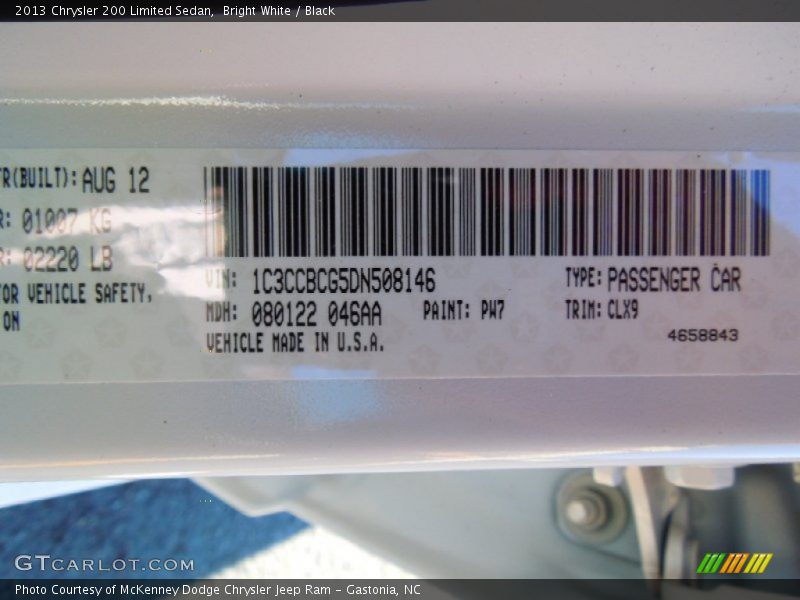 2013 Chrysler 200 Limited Sedan,  Bright White / Black
TR(BUILT): AUG 12
R: 01007 KG
R: 02220 LB
FOR VEHICLE SAFETY,
ON
VIN: 1C3CCBCG5DN508146
TYPE: PASSENGER CAR
MDH: 080122 046AA
PAINT: PW7
TRIM: CLX9
VEHICLE MADE IN U.S.A.
4658843
GTCARLOT.COM
Photo Courtesy of McKenney Dodge Chrysler Jeep Ram – Gastonia, NC